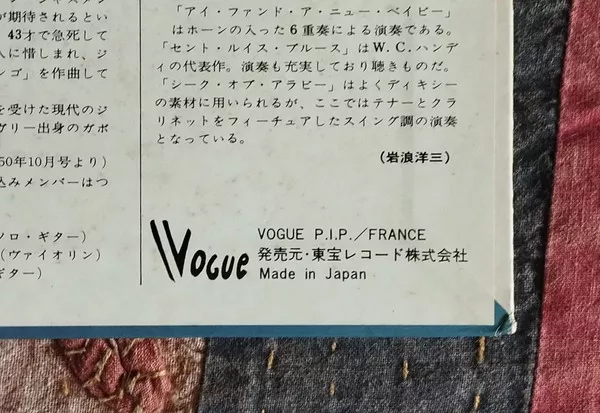 が期待されるとい
43才で急死して
人に惜しまれ、ジ
ンゴ」を作曲して
を受けた現代のジ
ヴリー出身のガボ
50年10月号より)
込みメンバーはつ
ソロ・ギター)
(ヴァイオリン)
ギター)
「アイ・ファンド・ア・ニュー・ベイビー」
はホーンの入った6重奏による演奏である。
「セント・ルイス・ブルース」はW.C.ハンデ
ィの代表作。演奏も充実しており聴きものだ。
「シーク・オブ・アラビー」はよくディキシー
の素材に用いられるが、ここではテナーとクラ
リネットをフィーチュアしたスイング調の演奏
となっている。
(岩浪洋三)
Vogue
VOGUE P.I.P./FRANCE
発売元・東宝レコード株式会社
Made in Japan